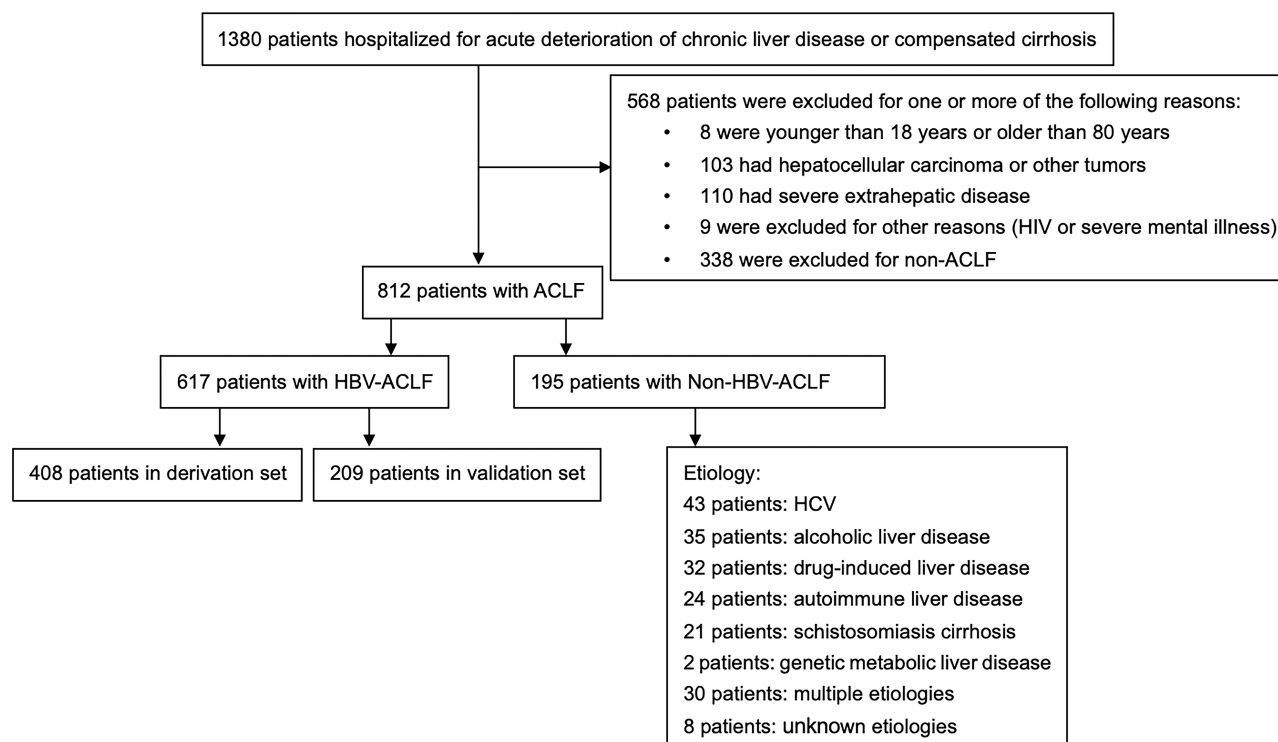 1380 patients hospitalized for acute deterioration of chronic liver disease or compensated cirrhosis
568 patients were excluded for one or more of the following reasons:
• 8 were younger than 18 years or older than 80 years
• 103 had hepatocellular carcinoma or other tumors
• 110 had severe extrahepatic disease
• 9 were excluded for other reasons (HIV or severe mental illness)
• 338 were excluded for non-ACLF
812 patients with ACLF
617 patients with HBV-ACLF
195 patients with Non-HBV-ACLF
408 patients in derivation set
209 patients in validation set
Etiology:
43 patients: HCV
35 patients: alcoholic liver disease
32 patients: drug-induced liver disease
24 patients: autoimmune liver disease
21 patients: schistosomiasis cirrhosis
2 patients: genetic metabolic liver disease
30 patients: multiple etiologies
8 patients: unknown etiologies